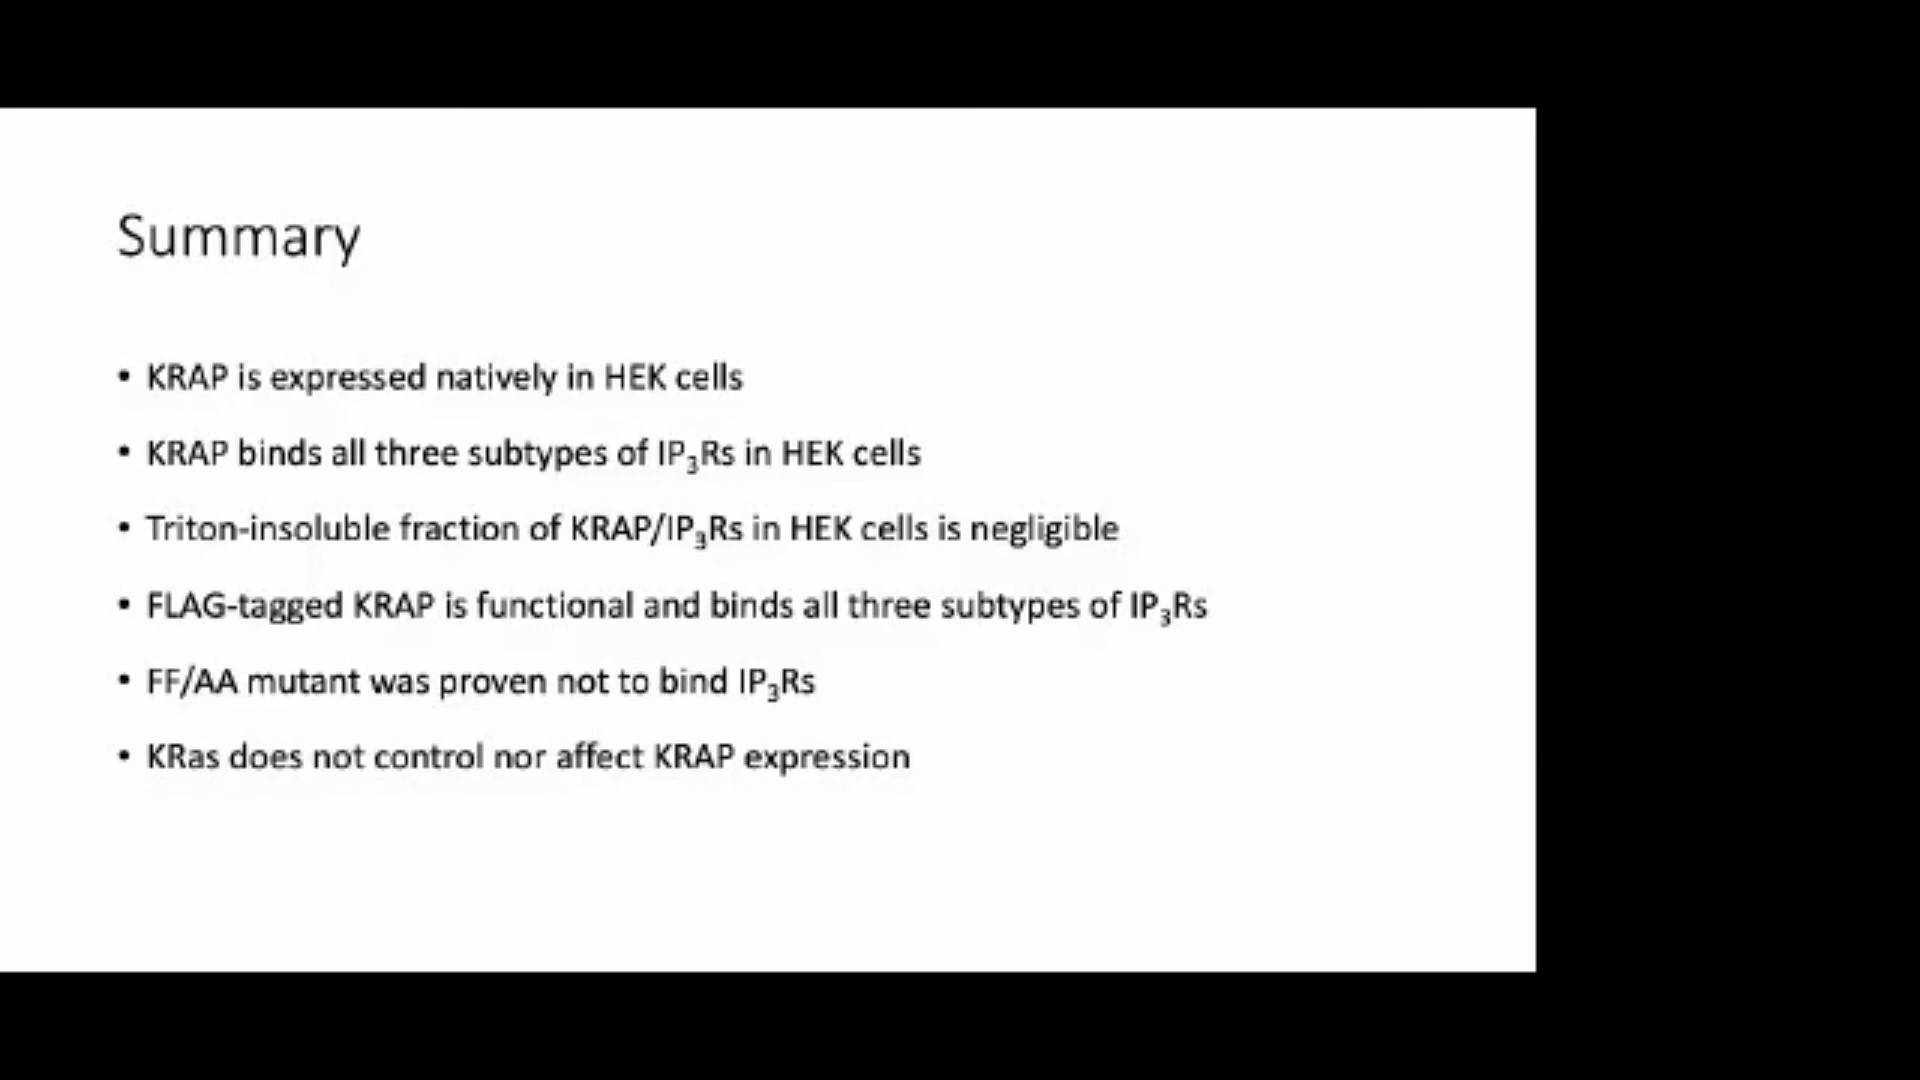 Summary
• KRAP is expressed natively in HEK cells
• KRAP binds all three subtypes of IP₃Rs in HEK cells
• Triton-insoluble fraction of KRAP/IP₃Rs in HEK cells is negligible
• FLAG-tagged KRAP is functional and binds all three subtypes of IP₃Rs
• FF/AA mutant was proven not to bind IP₃Rs
• KRas does not control nor affect KRAP expression